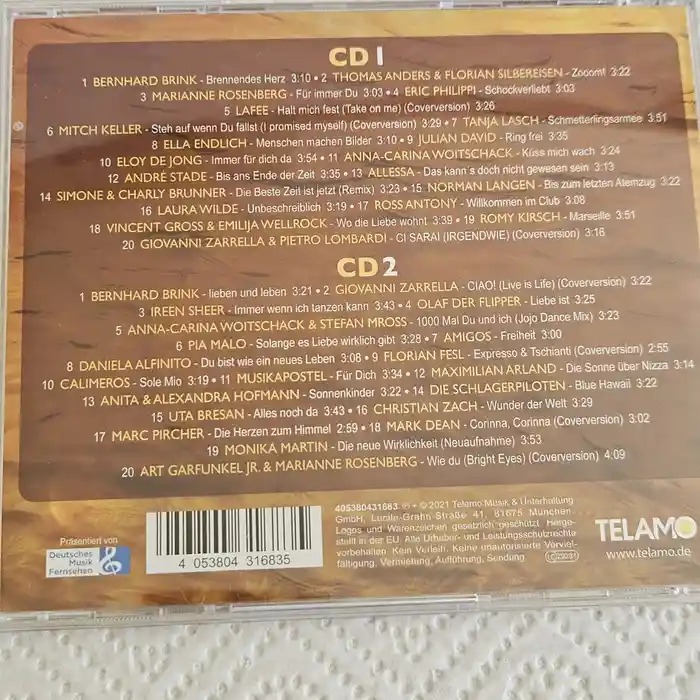 CD 1
1 BERNHARD BRINK - Brennendes Herz 3:10 • 2 THOMAS ANDERS & FLORIAN SILBEREISEN - Zooom! 3:22
3 MARIANNE ROSENBERG - Für immer Du 3:03 • 4 ERIC PHILIPPI - Schockverliebt 3:03
5 LAFEE - Halt mich fest (Take on me) (Coverversion) 3:26
6 MITCH KELLER - Steh auf wenn Du fällst (I promised myself) (Coverversion) 3:29 • 7 TANJA LASCH - Schmetterlingsarmee 3:51
8 ELLA ENDLICH - Menschen machen Bilder 3:10 • 9 JULIAN DAVID - Ring frei 3:35
10 ELOY DE JONG - Immer für dich da 3:54 • 11 ANNA-CARINA WOITSCHACK - Küss mich wach 3:24
12 ANDRÉ STADE - Bis ans Ende der Zeit 3:35 • 13 ALLESSA - Das kann´s doch nicht gewesen sein 3:13
14 SIMONE & CHARLY BRUNNER - Die Beste Zeit ist jetzt (Remix) 3:23 • 15 NORMAN LANGEN - Bis zum letzten Atemzug 3:22
16 LAURA WILDE - Unbeschreiblich 3:19 • 17 ROSS ANTONY - Willkommen im Club 3:08
18 VINCENT GROSS & EMILIJA WELLROCK - Wo die Liebe wohnt 3:39 • 19 ROMY KIRSCH - Marseille 3:51
20 GIOVANNI ZARRELLA & PIETRO LOMBARDI - CI SARAI (IRGENDWIE) (Coverversion) 3:16
CD 2
1 BERNHARD BRINK - lieben und leben 3:21 • 2 GIOVANNI ZARRELLA - CIAO! (Live is Life) (Coverversion) 3:22
3 IREEN SHEER - Immer wenn ich tanzen kann 3:43 • 4 OLAF DER FLIPPER - Liebe ist 3:25
5 ANNA-CARINA WOITSCHACK & STEFAN MROSS - 1000 Mal Du und ich (Jojo Dance Mix) 3:23
6 PIA MALO - Solange es Liebe wirklich gibt 3:28 • 7 AMIGOS - Freiheit 3:00
8 DANIELA ALFINITO - Du bist wie ein neues Leben 3:08 • 9 FLORIAN FESL - Expresso & Tschianti (Coverversion) 2:55
10 CALIMEROS - Sole Mio 3:19 • 11 MUSIKAPOSTEL - Für Dich 3:34 • 12 MAXIMILIAN ARLAND - Die Sonne über Nizza 3:14
13 ANITA & ALEXANDRA HOFMANN - Sonnenkinder 3:22 • 14 DIE SCHLAGERPILOTEN - Blue Hawaii 3:22
15 UTA BRESAN - Alles noch da 3:43 • 16 CHRISTIAN ZACH - Wunder der Welt 3:29
17 MARC PIRCHER - Die Herzen zum Himmel 2:59 • 18 MARK DEAN - Corinna, Corinna (Coverversion) 3:02
19 MONIKA MARTIN - Die neue Wirklichkeit (Neuaufnahme) 3:53
20 ART GARFUNKEL JR. & MARIANNE ROSENBERG - Wie du (Bright Eyes) (Coverversion) 4:09
Präsentiert von
Deutsches
Musik
Fernsehen
4 053804 316835
405380431683 ℗ + © 2021 Telamo Musik & Unterhaltung
GmbH, Lucile-Grahn-Straße 41, 81675 München.
Logos und Warenzeichen gesetzlich geschützt. Herge-
stellt in der EU. Alle Urheber- und Leistungsschutzrechte
vorbehalten. Kein Verleih. Keine unautorisierte Verviel-
fältigung, Vermietung, Aufführung, Sendung
TELAMO
www.telamo.de